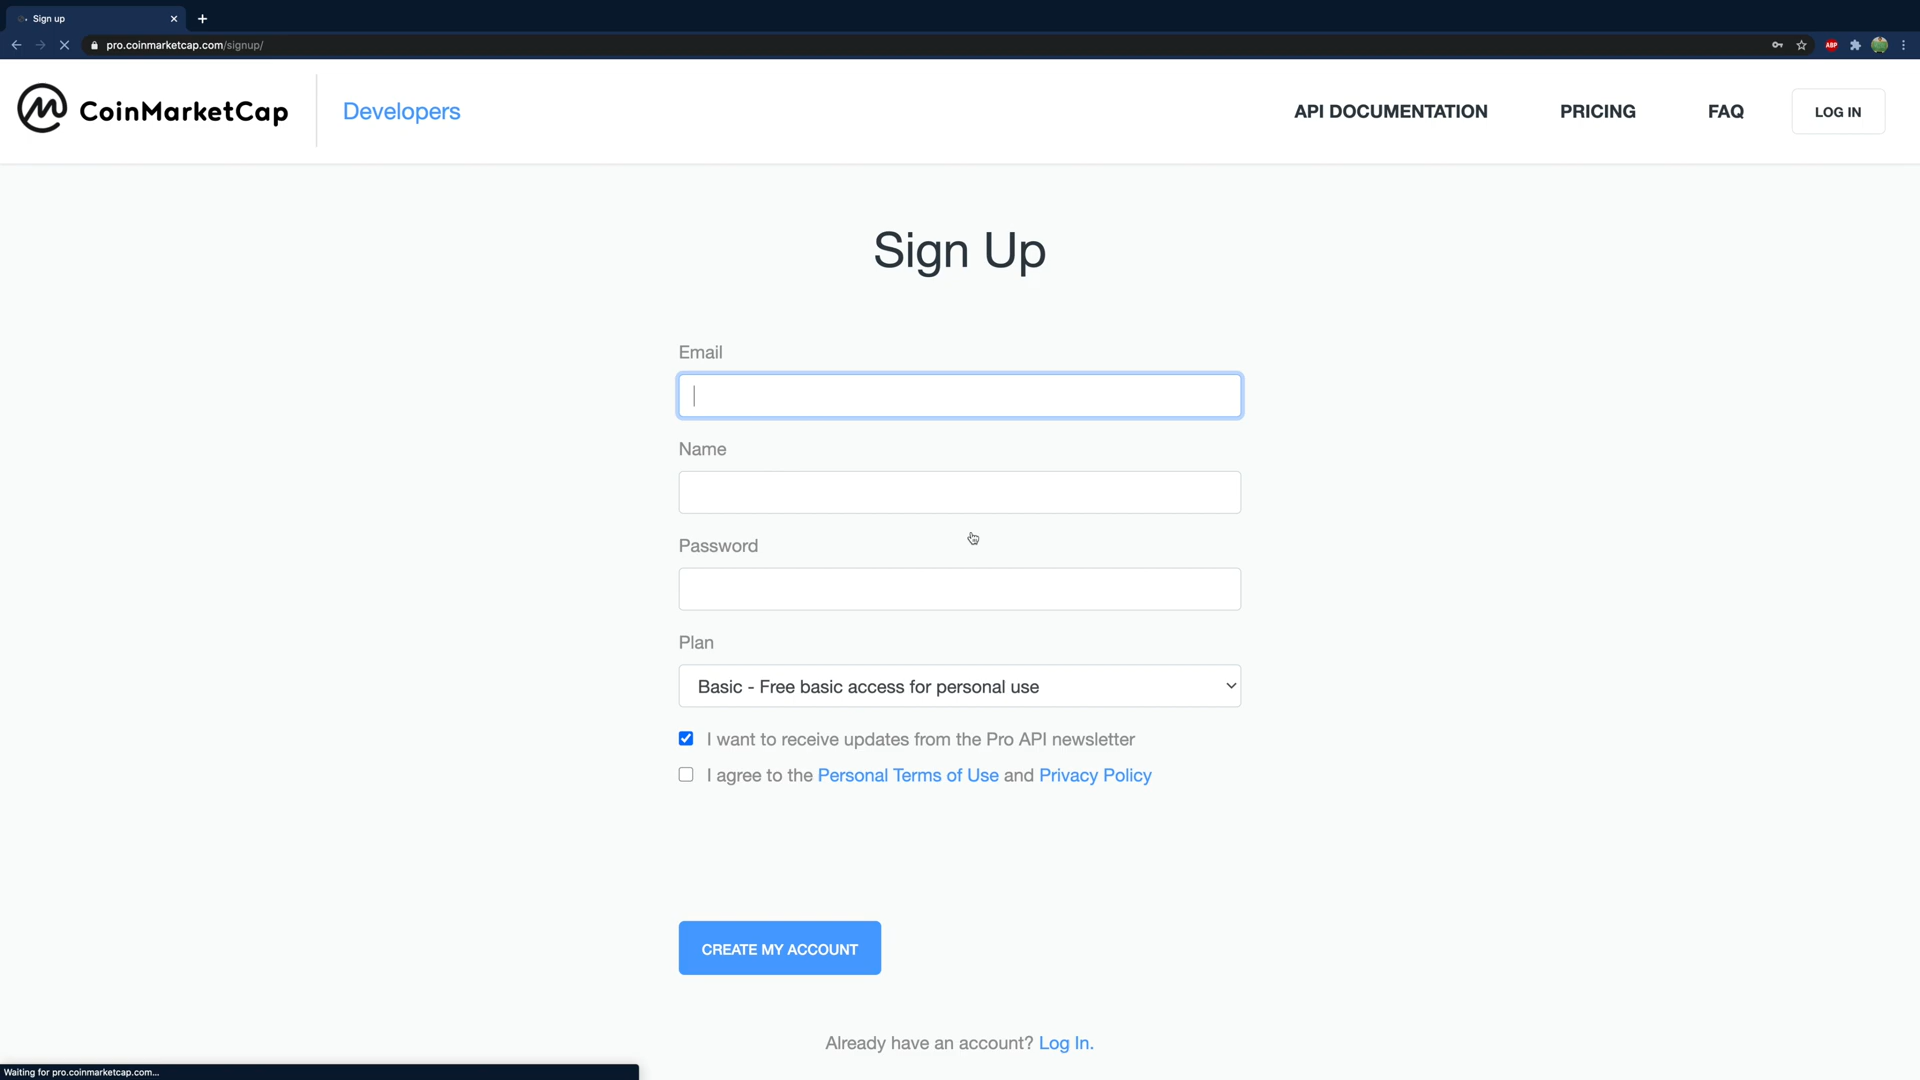 Sign up
pro.coinmarketcap.com/signup/
ABP
CoinMarketCap
Developers
API DOCUMENTATION
PRICING
FAQ
LOG IN
Sign Up
Email
Name
Password
Plan
Basic - Free basic access for personal use
I want to receive updates from the Pro API newsletter
I agree to the Personal Terms of Use and Privacy Policy
CREATE MY ACCOUNT
Already have an account? Log In.
Waiting for pro.coinmarketcap.com...